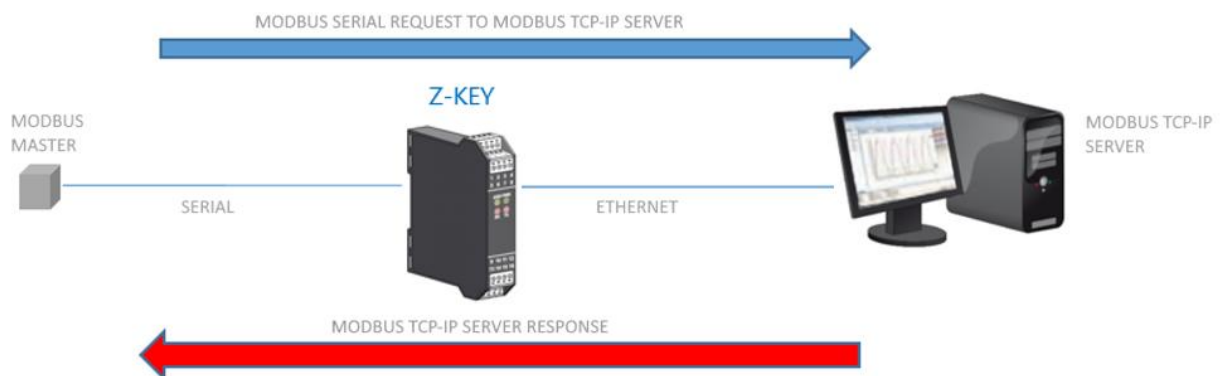 MODBUS SERIAL REQUEST TO MODBUS TCP-IP SERVER
Z-KEY
MODBUS
MASTER
MODBUS TCP-IP
SERVER
SERIAL
ETHERNET
MODBUS TCP-IP SERVER RESPONSE